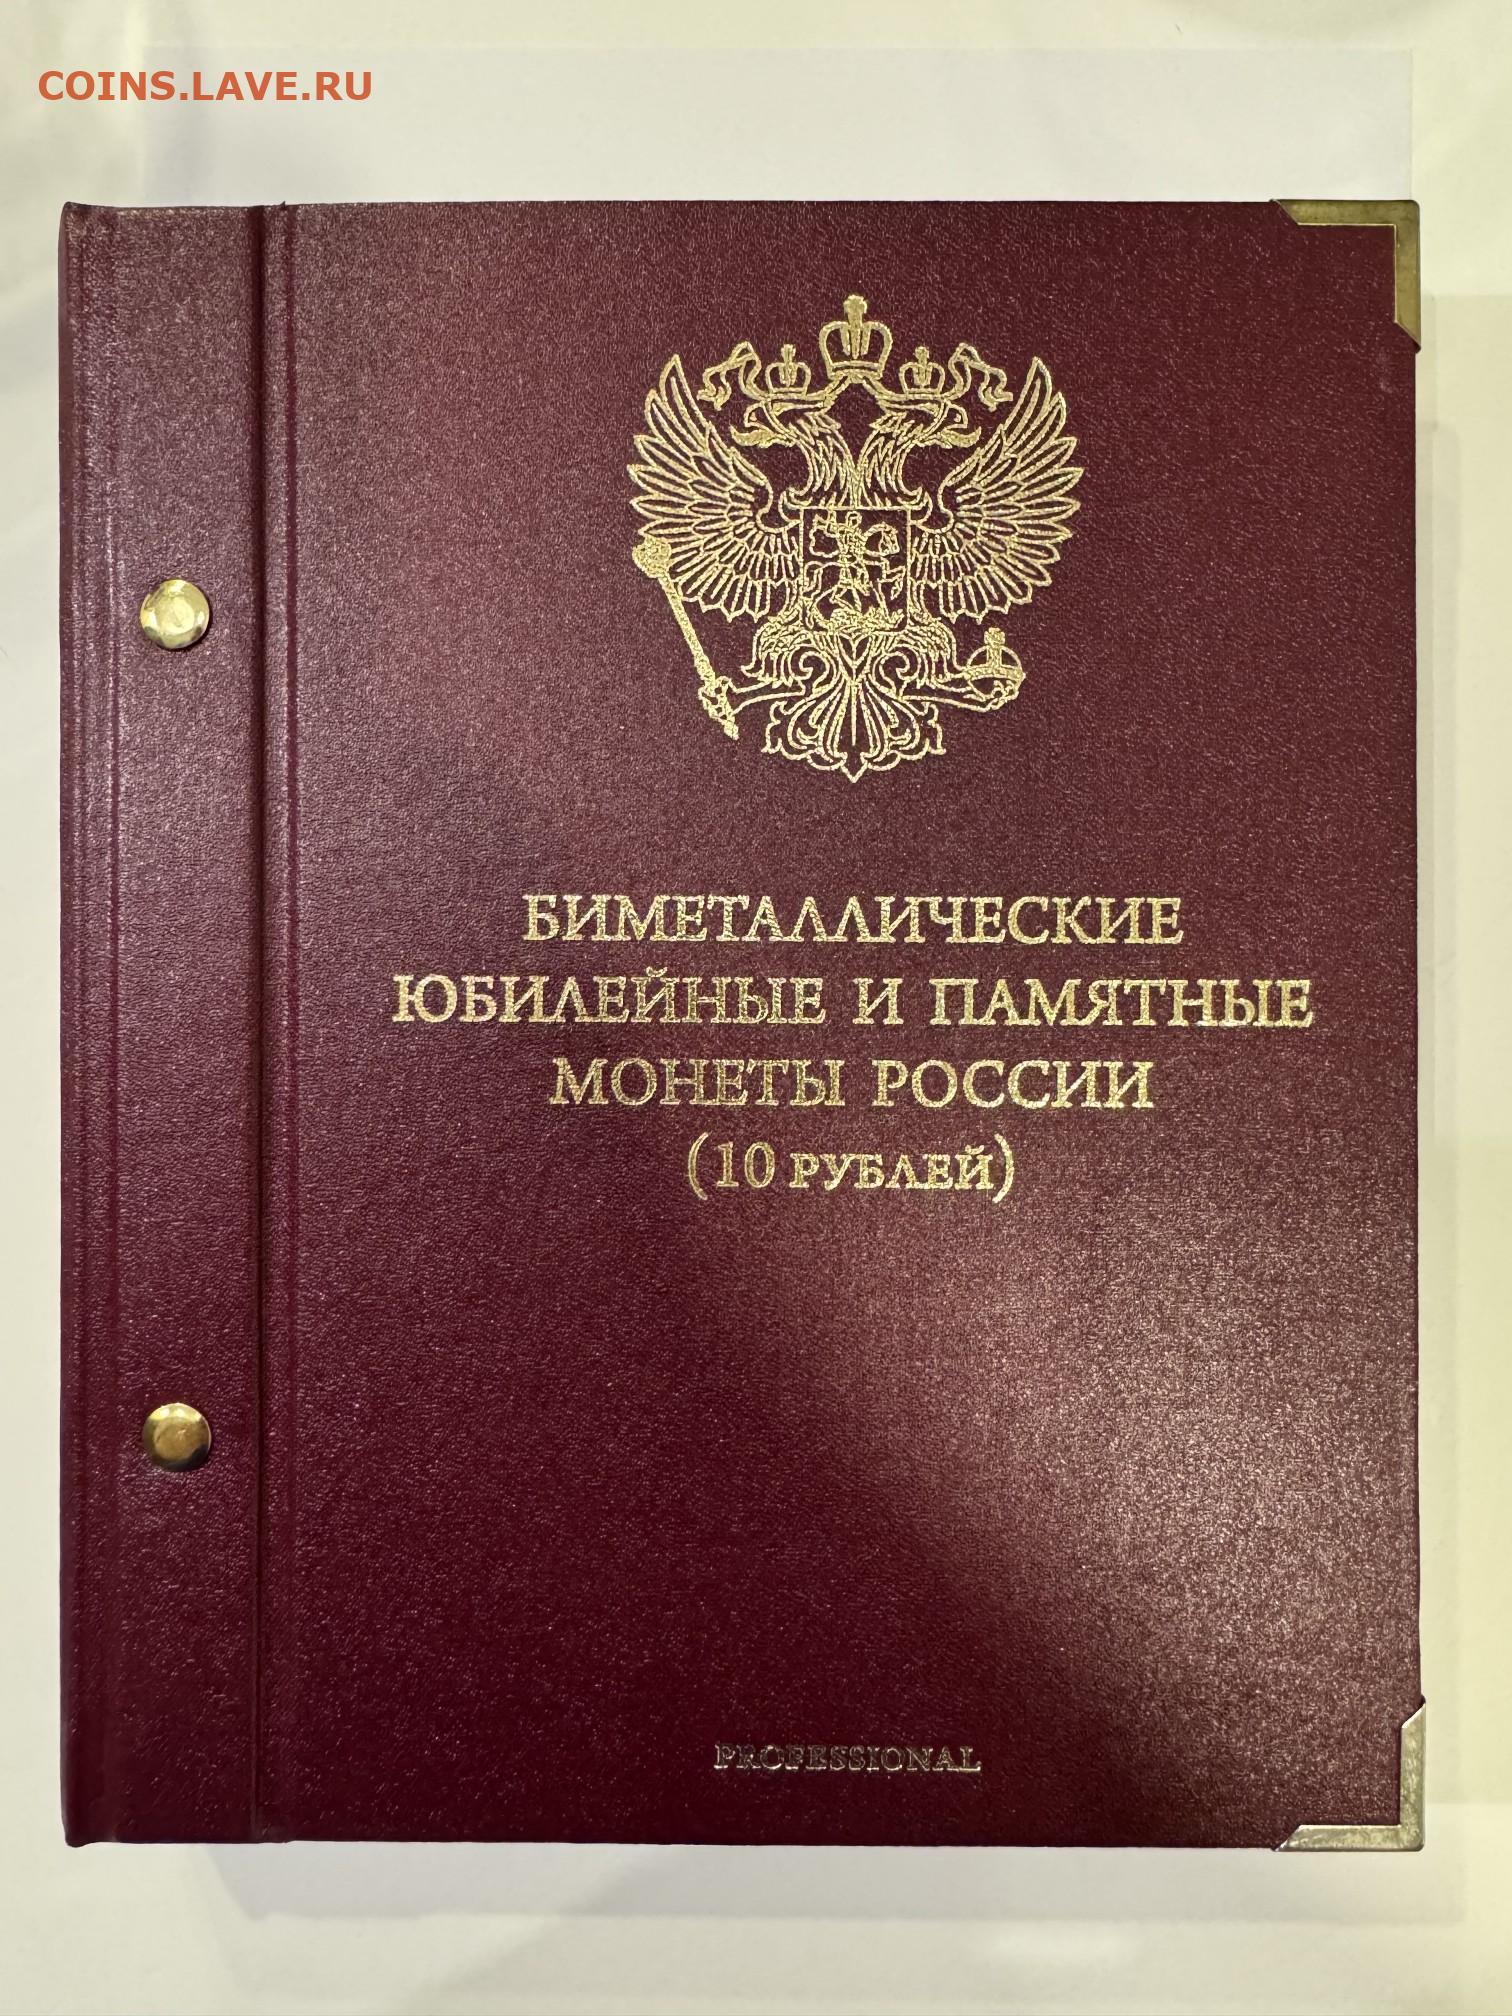 COINS.LAVE.RU
БИМЕТАЛЛИЧЕСКИЕ
ЮБИЛЕЙНЫЕ И ПАМЯТНЫЕ
МОНЕТЫ РОССИИ
(10 РУБЛЕЙ)
PROFESSIONAL